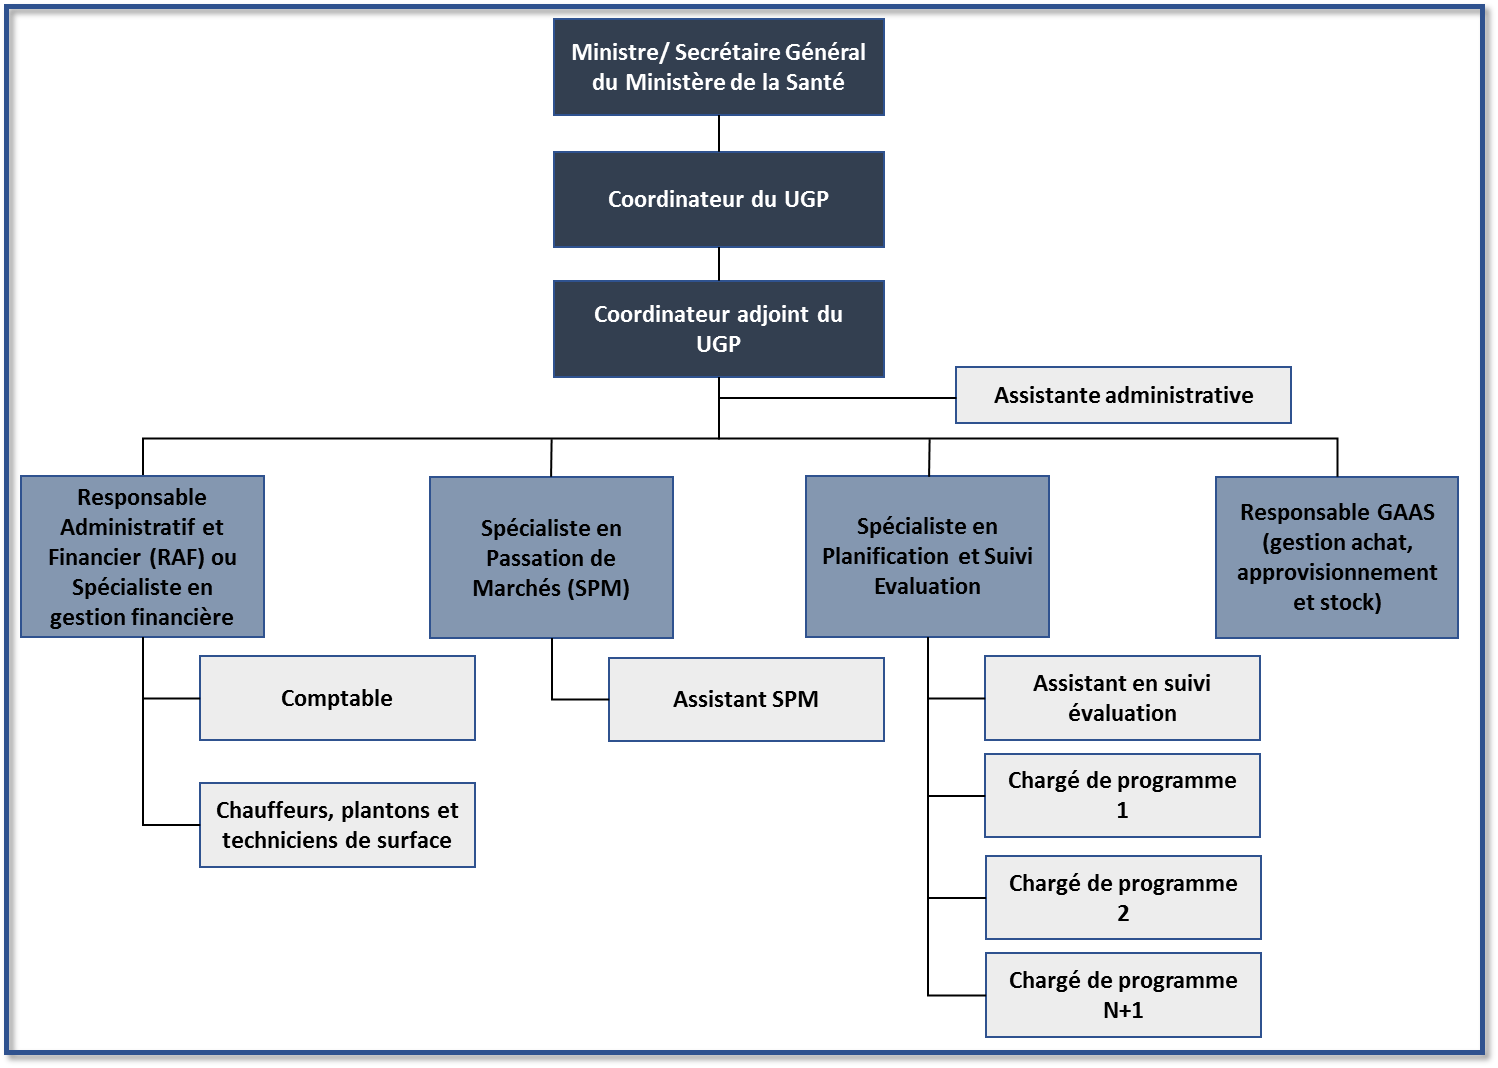 Ministre/ Secrétaire Général
du Ministère de la Santé
Coordinateur du UGP
Coordinateur adjoint du
UGP
Assistante administrative
Responsable
Administratif et
Financier (RAF) ou
Spécialiste en
gestion financière
Spécialiste en
Passation de
Marchés (SPM)
Spécialiste en
Planification et Suivi
Evaluation
Responsable GAAS
(gestion achat,
approvisionnement
et stock)
Comptable
Chauffeurs, plantons et
techniciens de surface
Assistant SPM
Assistant en suivi
évaluation
Chargé de programme
1
Chargé de programme
2
Chargé de programme
N+1